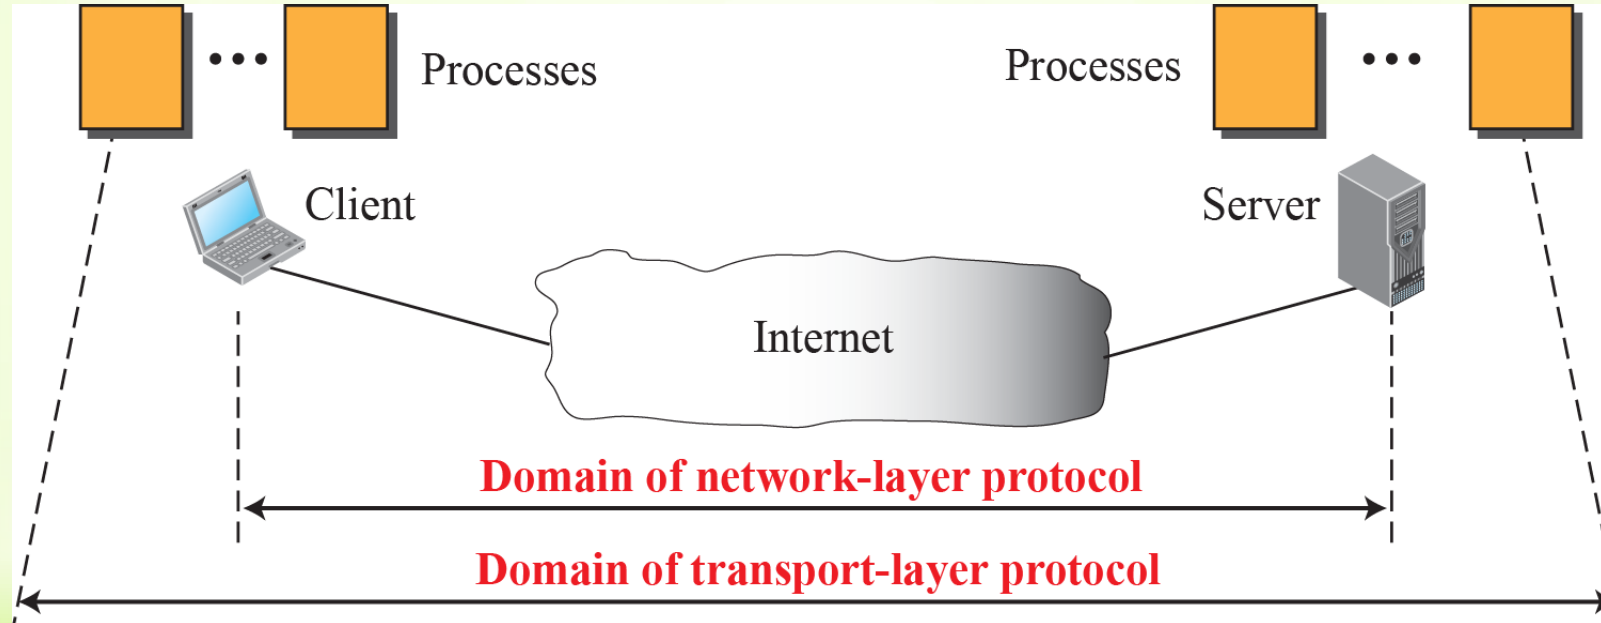 Processes
Processes
Client
Server
Internet
Domain of network-layer protocol
Domain of transport-layer protocol